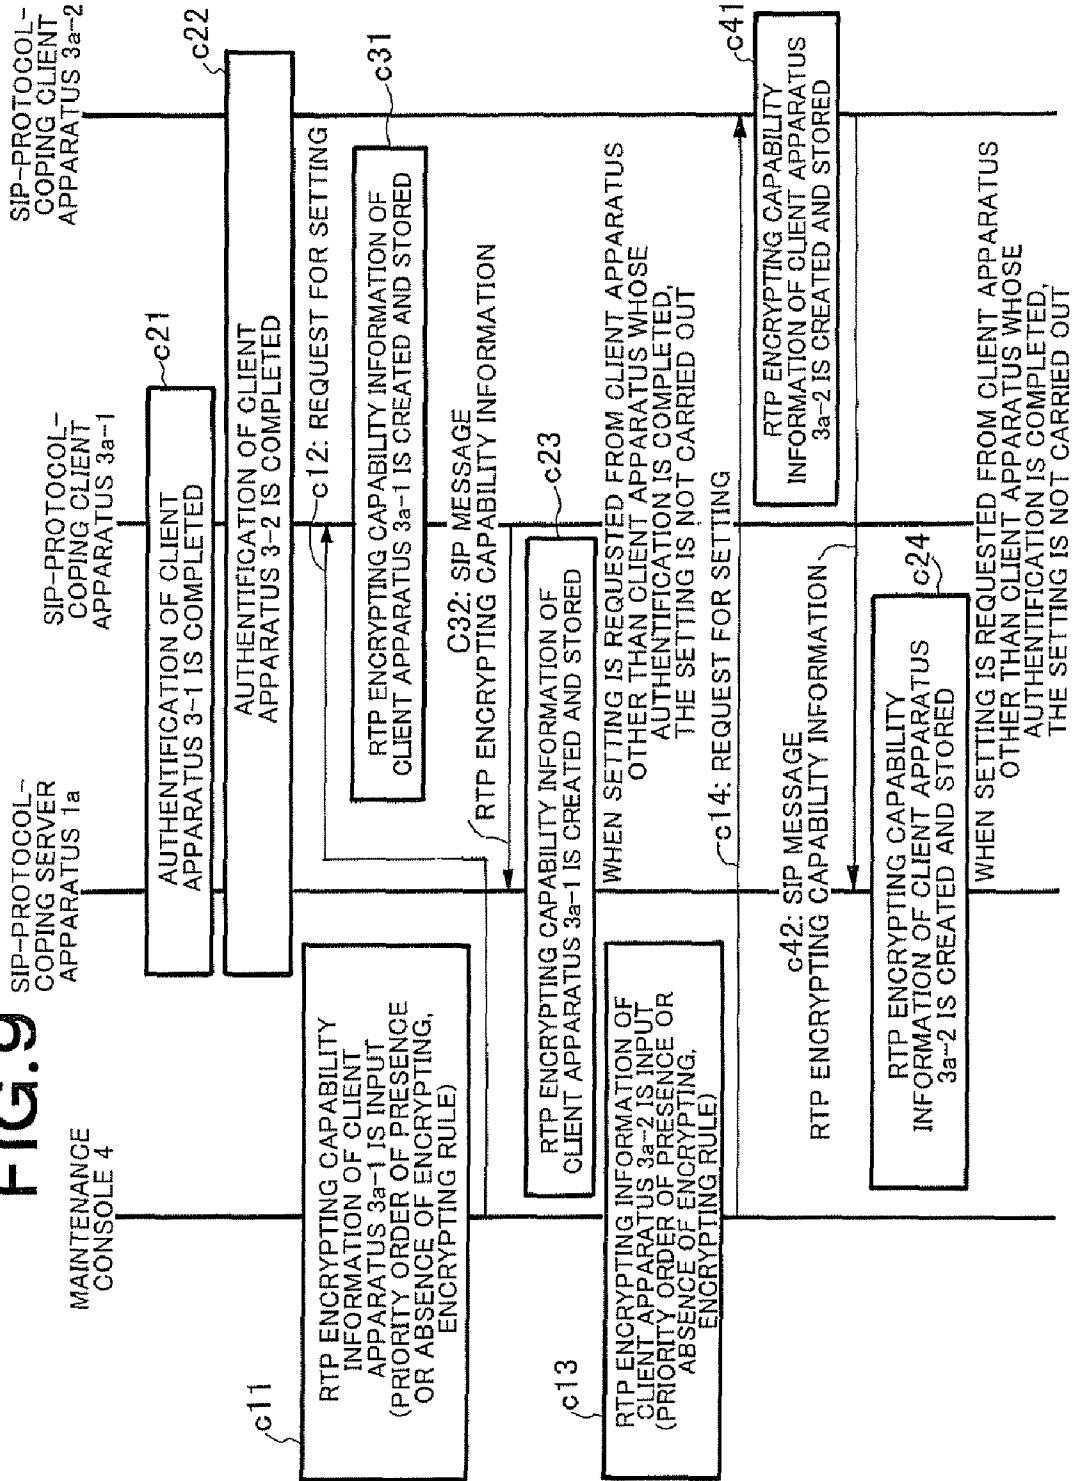 FIG.9
MAINTENANCE
CONSOLE 4
SIP-PROTOCOL-
COPING SERVER
APPARATUS 1a
SIP-PROTOCOL-
COPING CLIENT
APPARATUS 3a-1
SIP-PROTOCOL-
COPING CLIENT
APPARATUS 3a-2
c21
AUTHENTIFICATION OF CLIENT
APPARATUS 3-1 IS COMPLETED
c22
AUTHENTIFICATION OF CLIENT
APPARATUS 3-2 IS COMPLETED
c11
RTP ENCRYPTING CAPABILITY
INFORMATION OF CLIENT
APPARATUS 3a-1 IS INPUT
(PRIORITY ORDER OF PRESENCE
OR ABSENCE OF ENCRYPTING,
ENCRYPTING RULE)
c12: REQUEST FOR SETTING
c31
RTP ENCRYPTING CAPABILITY INFORMATION OF
CLIENT APPARATUS 3a-1 IS CREATED AND STORED
C32: SIP MESSAGE
RTP ENCRYPTING CAPABILITY INFORMATION
c23
RTP ENCRYPTING CAPABILITY INFORMATION OF
CLIENT APPARATUS 3a-1 IS CREATED AND STORED
WHEN SETTING IS REQUESTED FROM CLIENT APPARATUS
OTHER THAN CLIENT APPARATUS WHOSE
AUTHENTIFICATION IS COMPLETED,
THE SETTING IS NOT CARRIED OUT
c13
RTP ENCRYPTING INFORMATION OF
CLIENT APPARATUS 3a-2 IS INPUT
(PRIORITY ORDER OF PRESENCE OR
ABSENCE OF ENCRYPTING,
ENCRYPTING RULE)
c14: REQUEST FOR SETTING
c41
RTP ENCRYPTING CAPABILITY
INFORMATION OF CLIENT APPARATUS
3a-2 IS CREATED AND STORED
c42: SIP MESSAGE
RTP ENCRYPTING CAPABILITY INFORMATION
c24
RTP ENCRYPTING CAPABILITY
INFORMATION OF CLIENT APPARATUS
3a-2 IS CREATED AND STORED
WHEN SETTING IS REQUESTED FROM CLIENT APPARATUS
OTHER THAN CLIENT APPARATUS WHOSE
AUTHENTIFICATION IS COMPLETED,
THE SETTING IS NOT CARRIED OUT